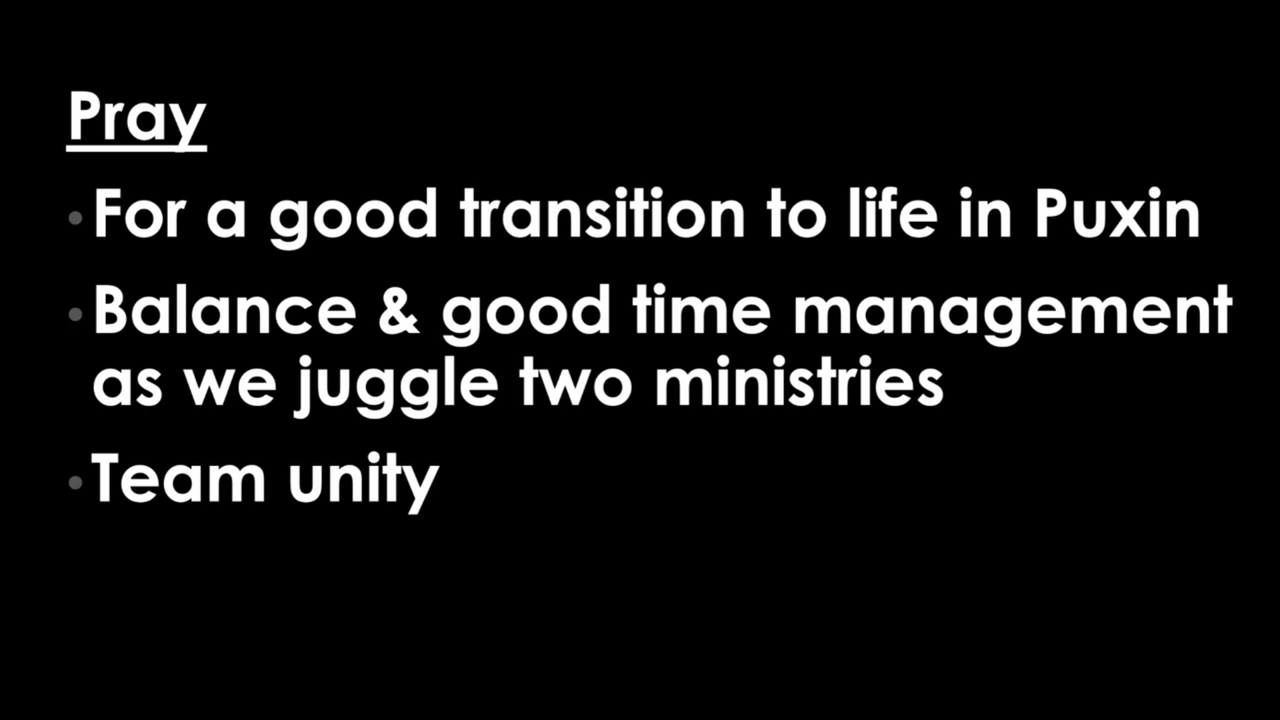 Pray
• For a good transition to life in Puxin
• Balance & good time management
as we juggle two ministries
• Team unity